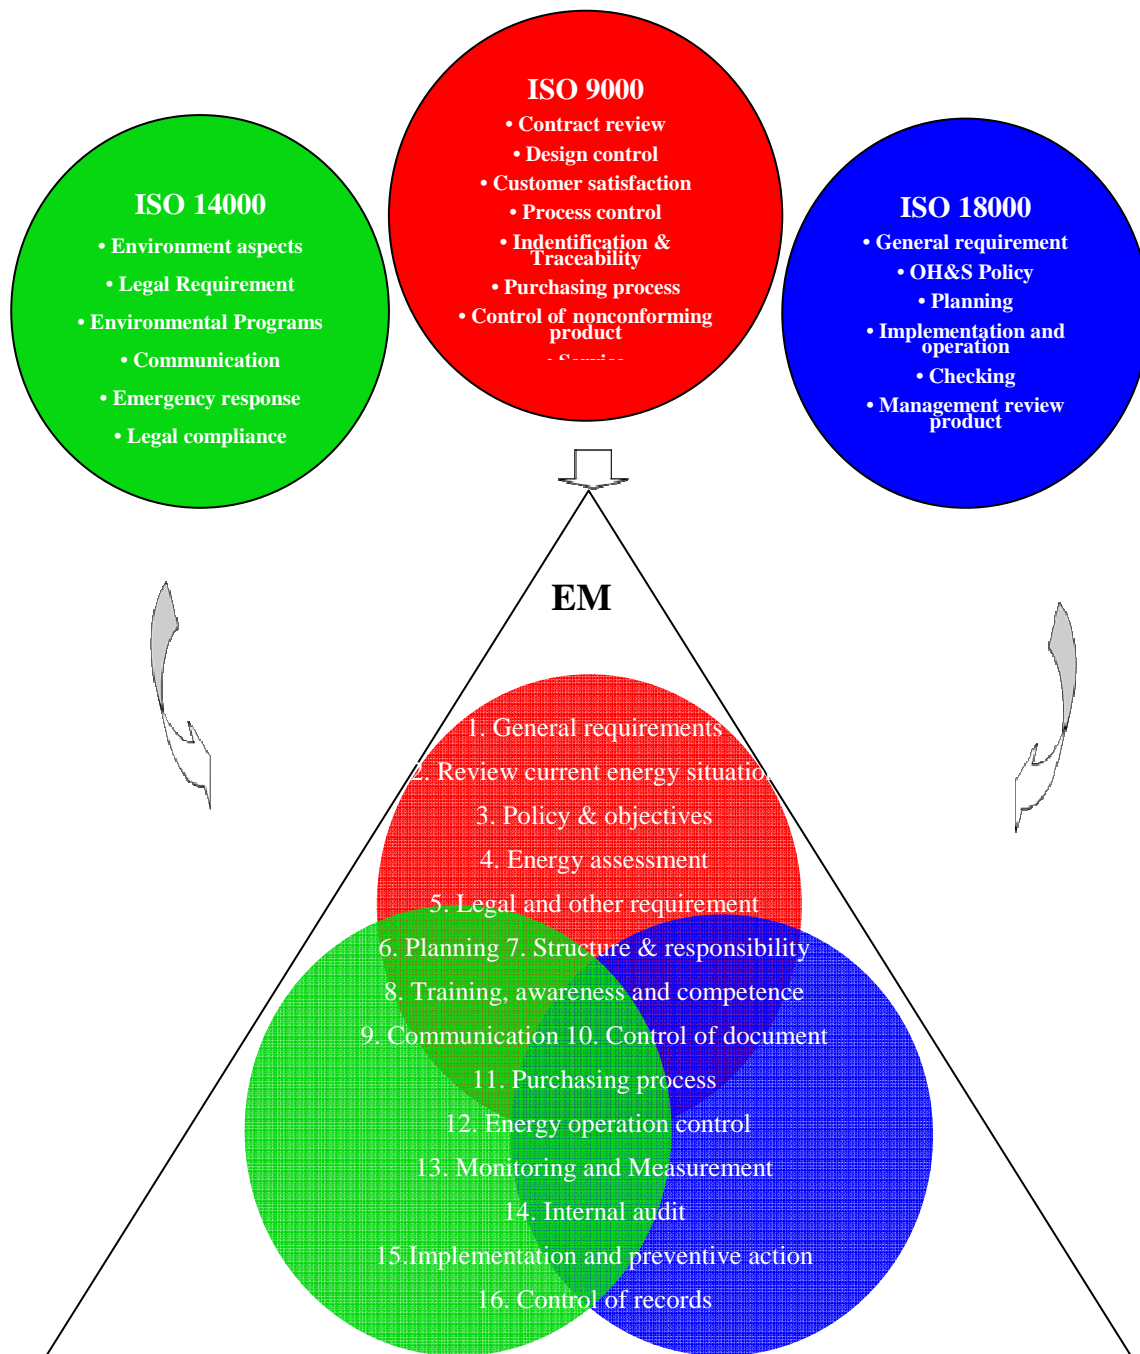 ISO 9000
• Contract review
• Design control
• Customer satisfaction
• Process control
• Indentification &
Traceability
• Purchasing process
• Control of nonconforming
product
ISO 14000
• Environment aspects
• Legal Requirement
• Environmental Programs
• Communication
• Emergency response
• Legal compliance
ISO 18000
• General requirement
• OH&S Policy
• Planning
• Implementation and
operation
• Checking
• Management review
product
EM
1. General requirements
2. Review current energy situation
3. Policy & objectives
4. Energy assessment
5. Legal and other requirement
6. Planning 7. Structure & responsibility
8. Training, awareness and competence
9. Communication 10. Control of document
11. Purchasing process
12. Energy operation control
13. Monitoring and Measurement
14. Internal audit
15.Implementation and preventive action
16. Control of records